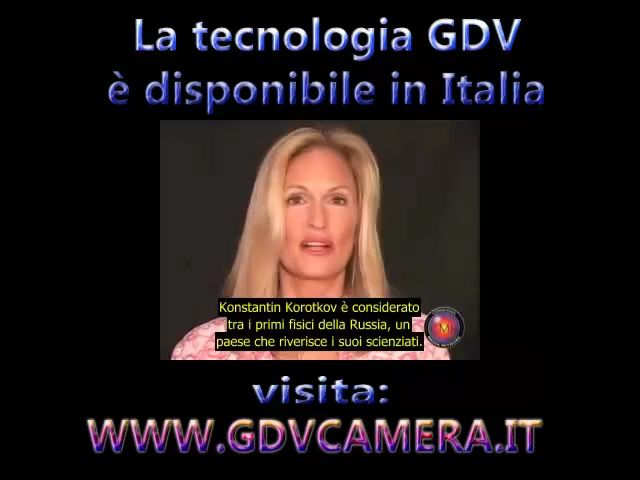 La tecnologia GDV
è disponibile in Italia
Konstantin Korotkov è considerato
tra i primi fisici della Russia, un
paese che riverisce i suoi scienziati.
M
visita:
WWW.GDVCAMERA.IT